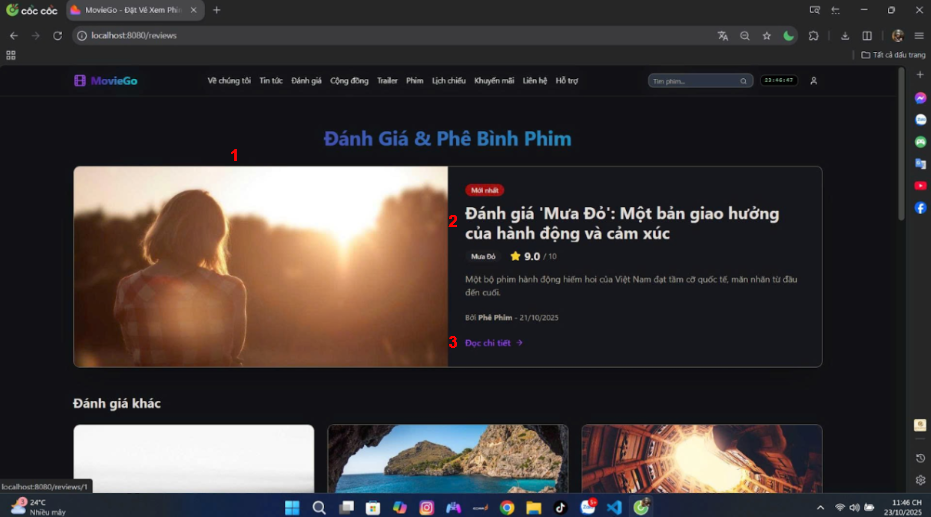 cốc cốc
MovieGo - Đặt Vé Xem Phi
localhost:8080/reviews
Tất cả dấu trang
MovieGo
Về chúng tôi Tin tức Đánh giá Cộng đồng Trailer Phim Lịch chiếu Khuyến mãi Liên hệ Hỗ trợ
Tìm phim...
23:46:47
Đánh Giá & Phê Bình Phim
1
Mới nhất
2
Đánh giá 'Mưa Đỏ': Một bản giao hưởng
của hành động và cảm xúc
Mưa Đỏ 9.0 / 10
Một bộ phim hành động hiếm hoi của Việt Nam đạt tầm cỡ quốc tế, mãn nhãn từ đầu
đến cuối.
Bởi Phê Phim - 21/10/2025
3
Đọc chi tiết →
Đánh giá khác
localhost:8080/reviews/1
24°C
Nhiều mây
11:46 CH
23/10/2025